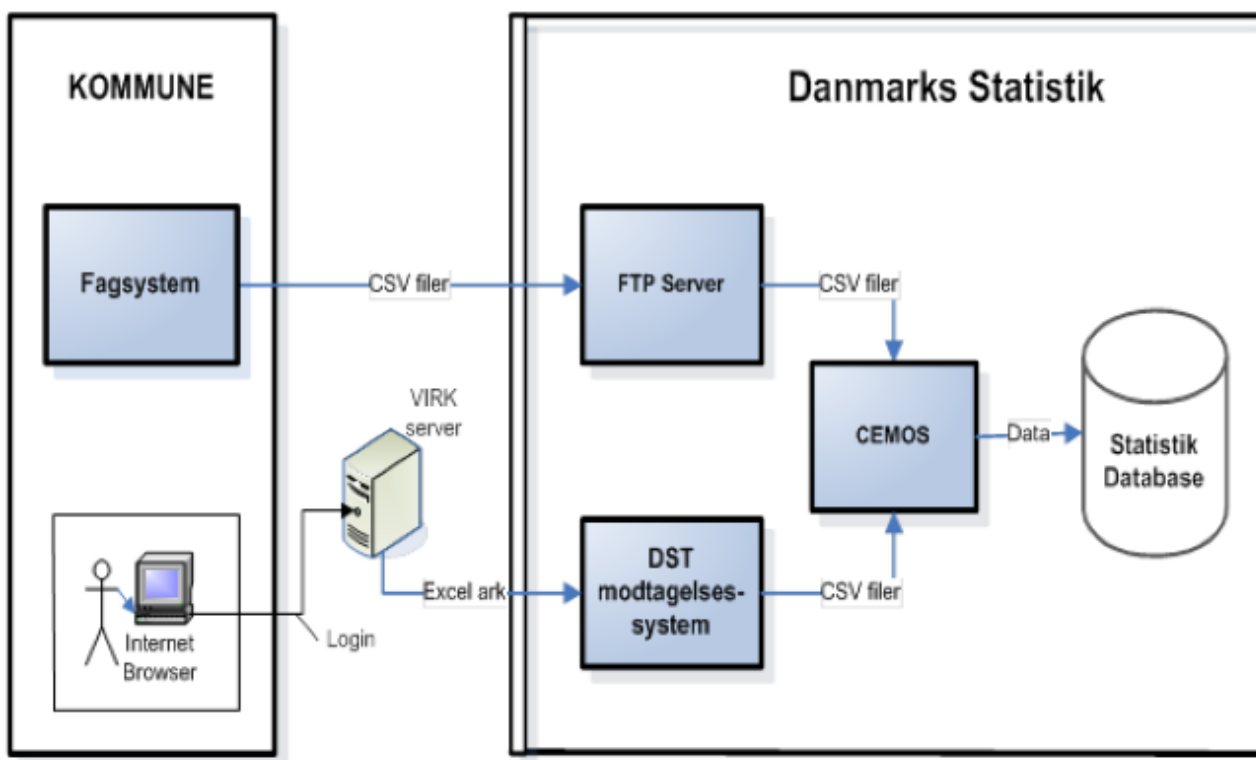 KOMMUNE
Danmarks Statistik
Fagsystem
CSV filer
FTP Server
CSV filer
VIRK
server
CEMOS
Data
Statistik
Database
Internet
Browser
Login
Excel ark
DST
modtagelses-
system
CSV filer